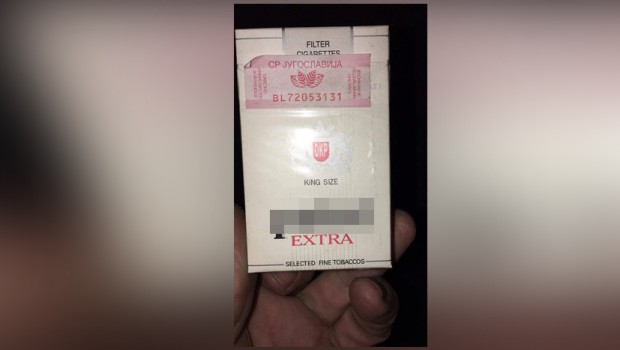 FILTER
CIGARETTES
СР ЈУГОСЛАВИЈА
BL72053131
KING SIZE
EXTRA
SELECTED FINE TOBACCOS